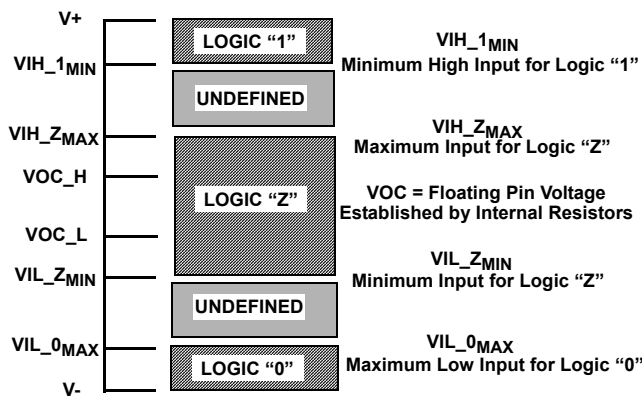 V+
VIH_1MIN
VIH_ZMAX
VOC_H
VOC_L
VIL_ZMIN
VIL_0MAX
V-
LOGIC “1”
UNDEFINED
LOGIC “Z”
UNDEFINED
LOGIC “0”
VIH_1MIN
Minimum High Input for Logic “1”
VIH_ZMAX
Maximum Input for Logic “Z”
VOC = Floating Pin Voltage
Established by Internal Resistors
VIL_ZMIN
Minimum Input for Logic “Z”
VIL_0MAX
Maximum Low Input for Logic “0”